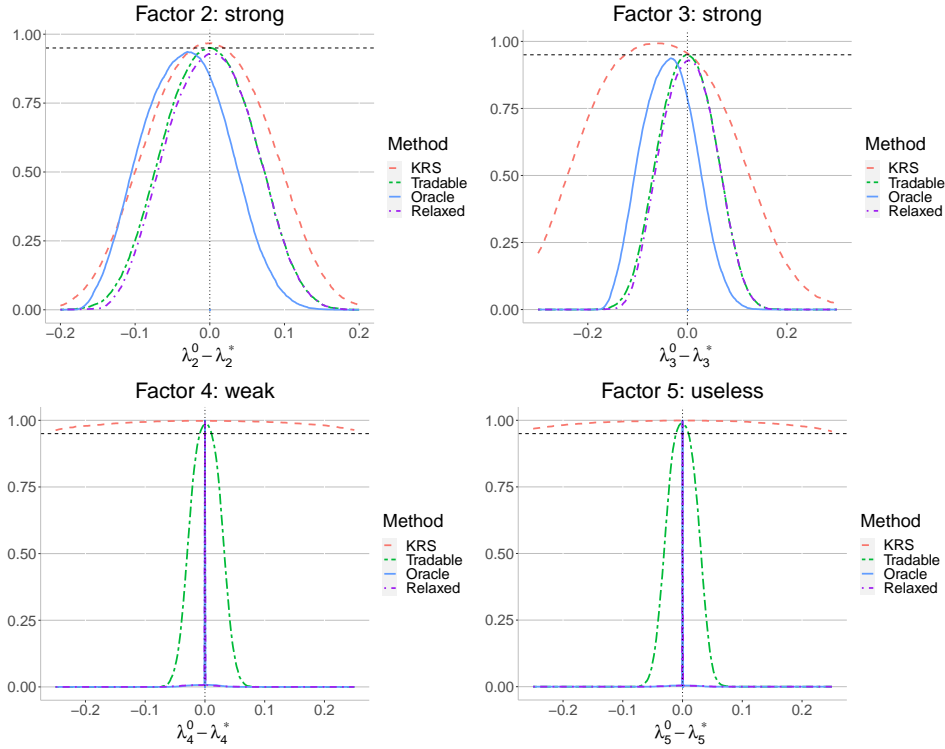 Factor 2: strong
1.00
0.75
0.50
0.25
0.00
−0.2 −0.1 0.0 0.1 0.2
λ₂⁰ − λ₂*
Method
KRS
Tradable
Oracle
Relaxed
Factor 3: strong
1.00
0.75
0.50
0.25
0.00
−0.2 0.0 0.2
λ₃⁰ − λ₃*
Method
KRS
Tradable
Oracle
Relaxed
Factor 4: weak
1.00
0.75
0.50
0.25
0.00
−0.2 −0.1 0.0 0.1 0.2
λ₄⁰ − λ₄*
Method
KRS
Tradable
Oracle
Relaxed
Factor 5: useless
1.00
0.75
0.50
0.25
0.00
−0.2 −0.1 0.0 0.1 0.2
λ₅⁰ − λ₅*
Method
KRS
Tradable
Oracle
Relaxed